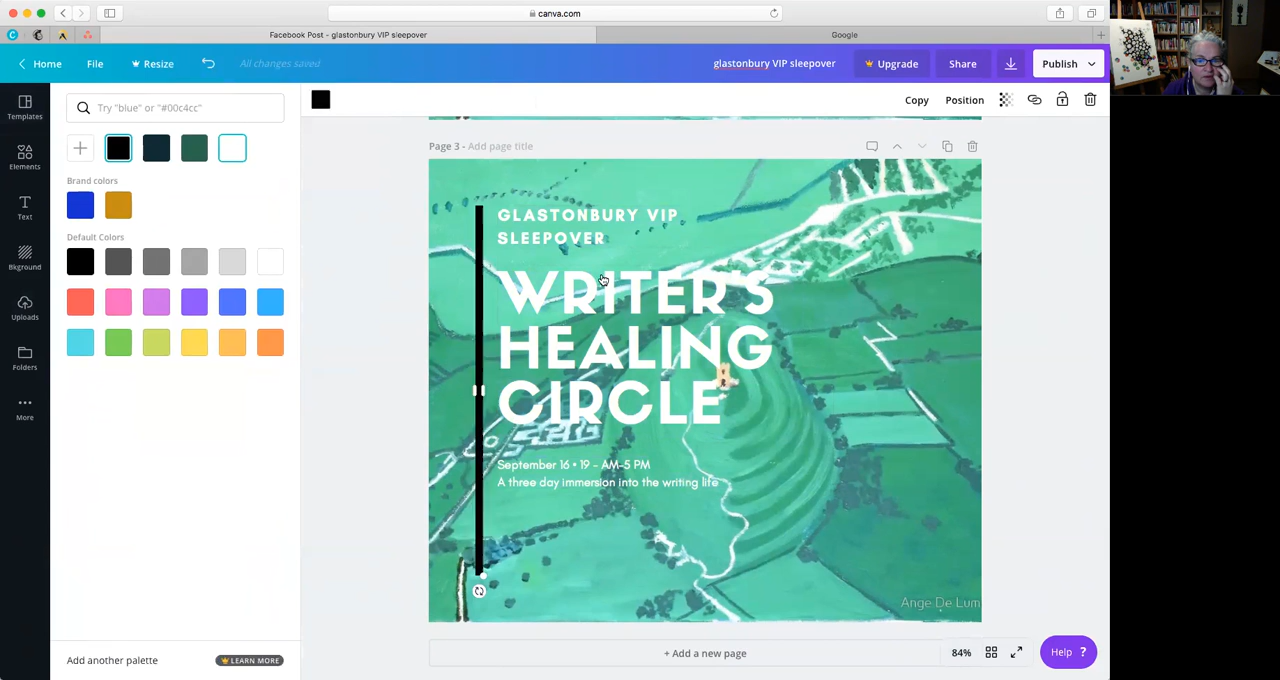 canva.com
Facebook Post - glastonbury VIP sleepover
Google
Home
File
Resize
All changes saved
glastonbury VIP sleepover
Upgrade
Share
Publish
Templates
Elements
Text
Bkground
Uploads
Folders
More
Try "blue" or "#00c4cc"
Brand colors
Default Colors
Add another palette
LEARN MORE
Copy
Position
Page 3 - Add page title
GLASTONBURY VIP
SLEEPOVER
WRITER'S
HEALING
CIRCLE
September 16 • 19 - AM-5 PM
A three day immersion into the writing life
Ange De Lum
+ Add a new page
84%
Help ?